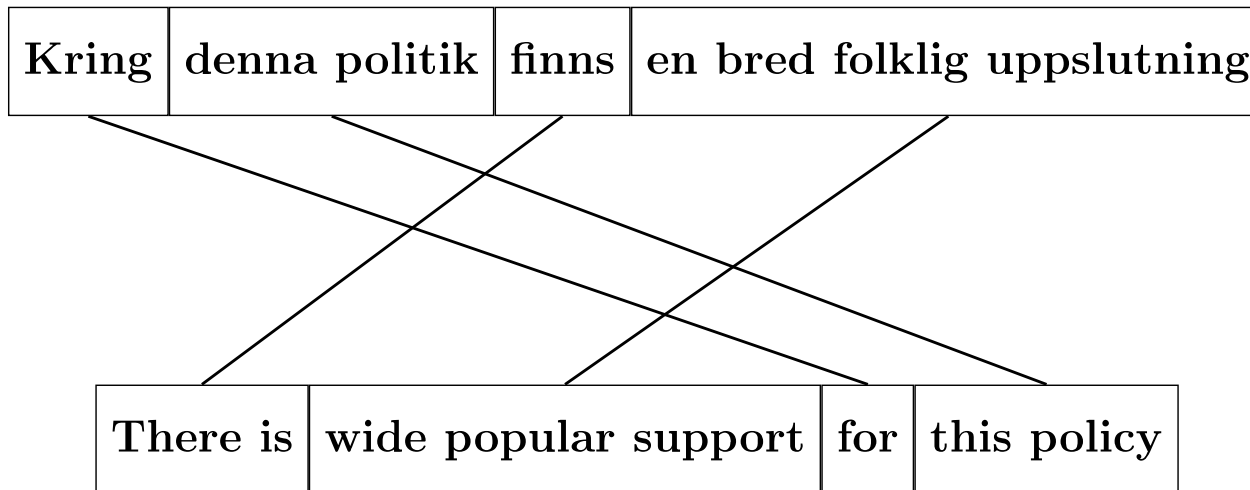 Kring denna politik finns en bred folklig uppslutning
There is wide popular support for this policy